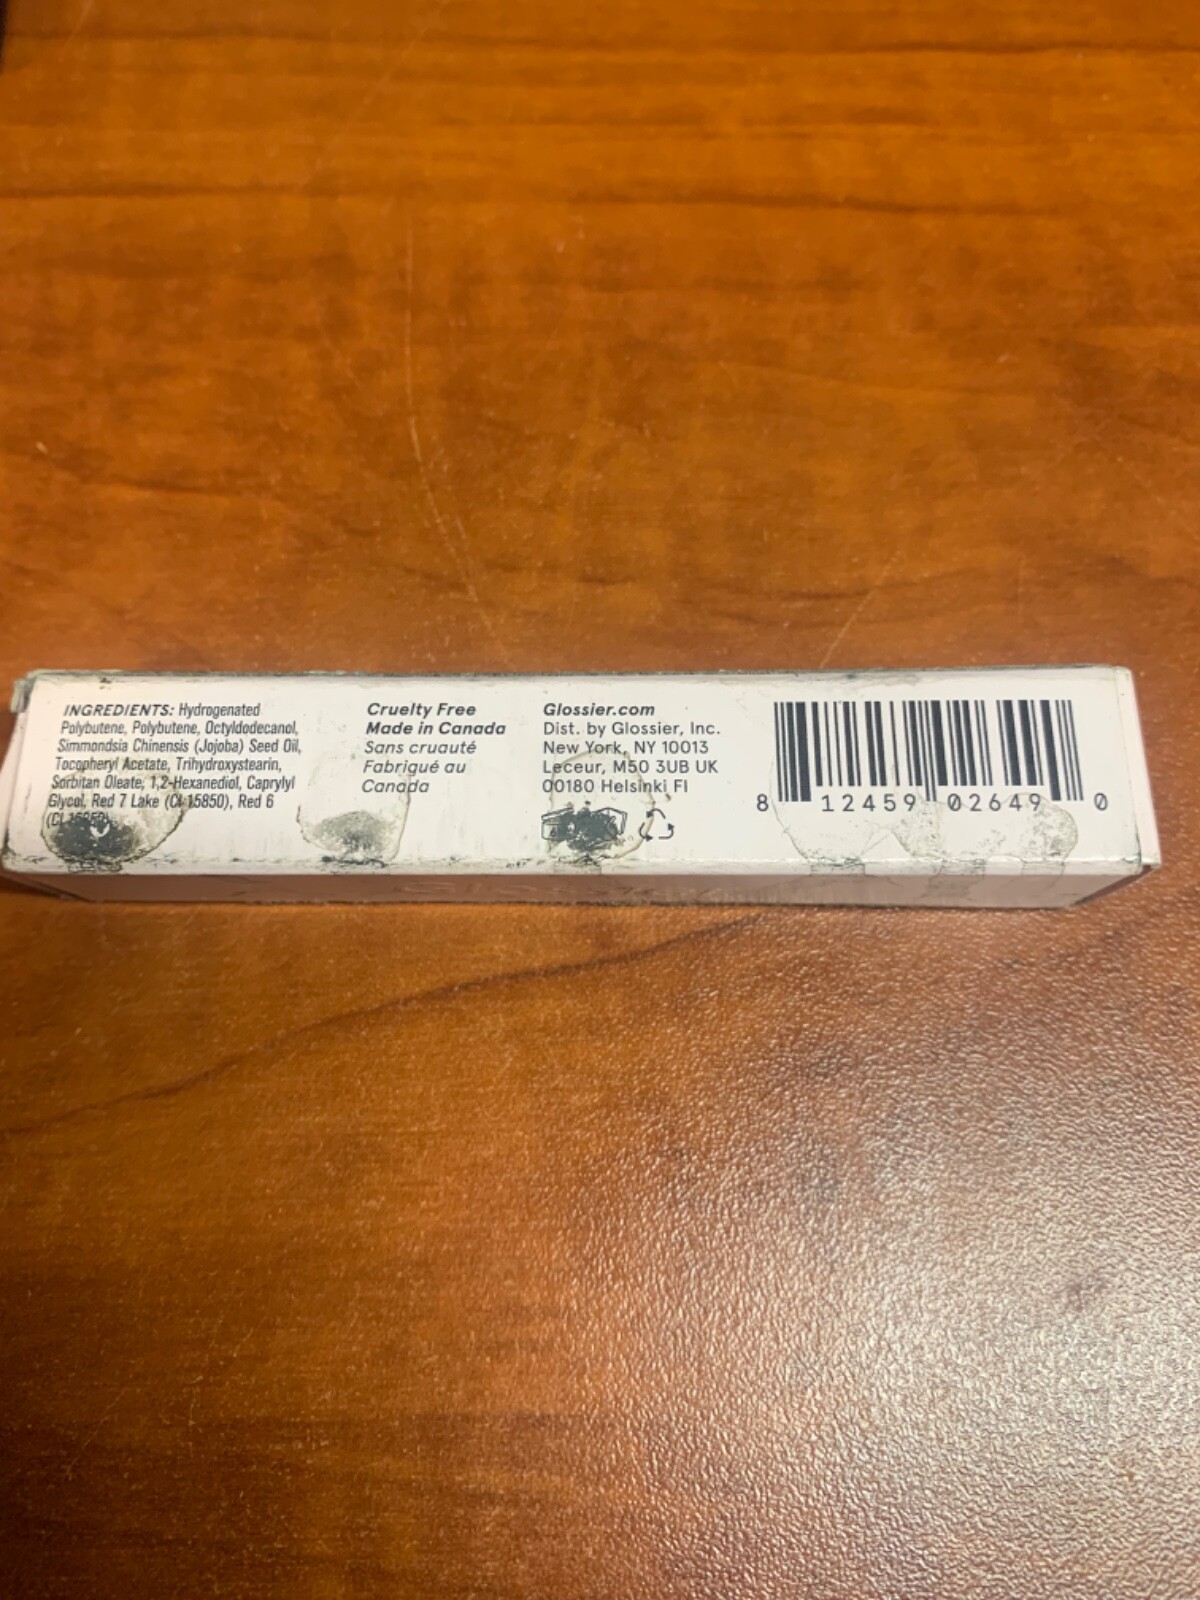 INGREDIENTS: Hydrogenated
Polybutene, Polybutene, Octyldodecanol,
Simmondsia Chinensis (Jojoba) Seed Oil,
Tocopheryl Acetate, Trihydroxystearin,
Sorbitan Oleate, 1,2-Hexanediol, Caprylyl
Glycol, Red 7 Lake (CI 15850), Red 6
(CI 15850)
Cruelty Free
Made in Canada
Sans cruauté
Fabriqué au
Canada
Glossier.com
Dist. by Glossier, Inc.
New York, NY 10013
Leceur, M50 3UB UK
00180 Helsinki FI
8 12459 02649 0